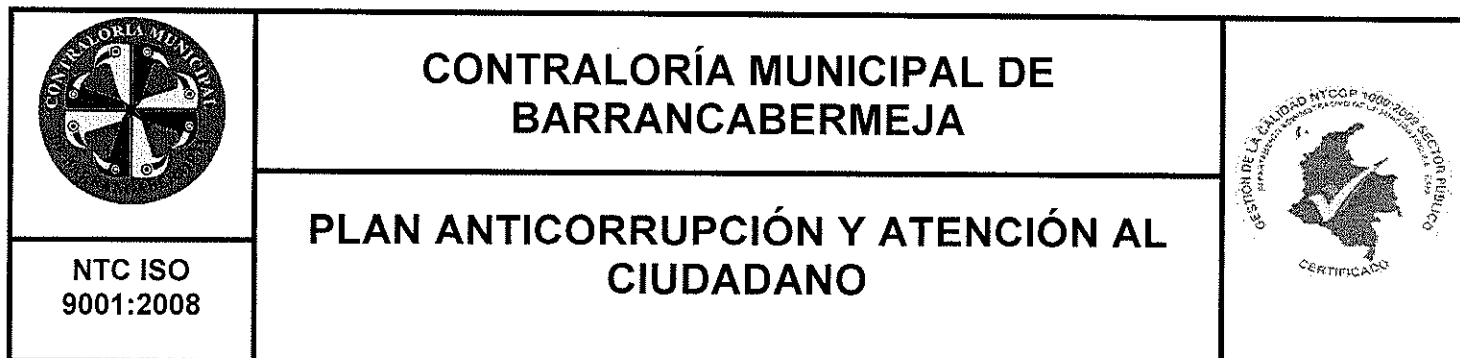 CONTRALORÍA MUNICIPAL
NTC ISO
9001:2008
CONTRALORÍA MUNICIPAL DE
BARRANCABERMEJA
PLAN ANTICORRUPCIÓN Y ATENCIÓN AL
CIUDADANO
GESTIÓN DE LA CALIDAD NTCGP 1000:2009 SECTOR PÚBLICO
CERTIFICADO